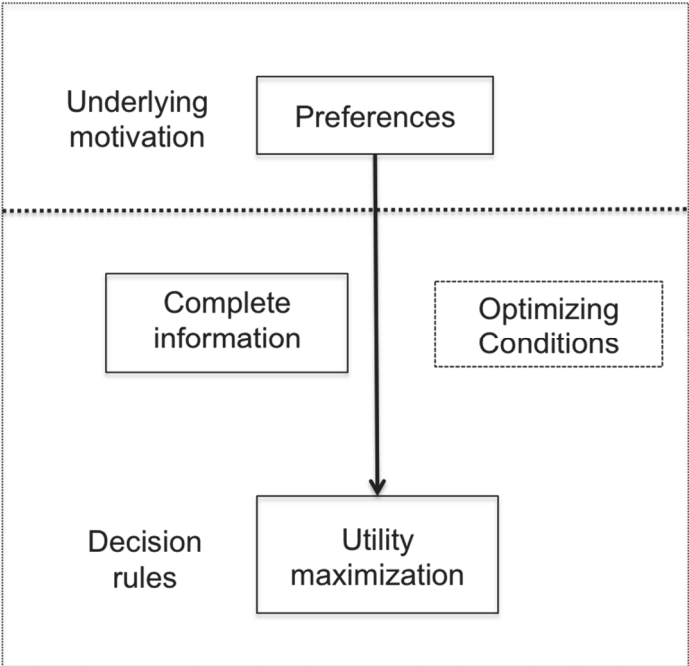 Underlying
motivation
Preferences
Complete
information
Optimizing
Conditions
Decision
rules
Utility
maximization